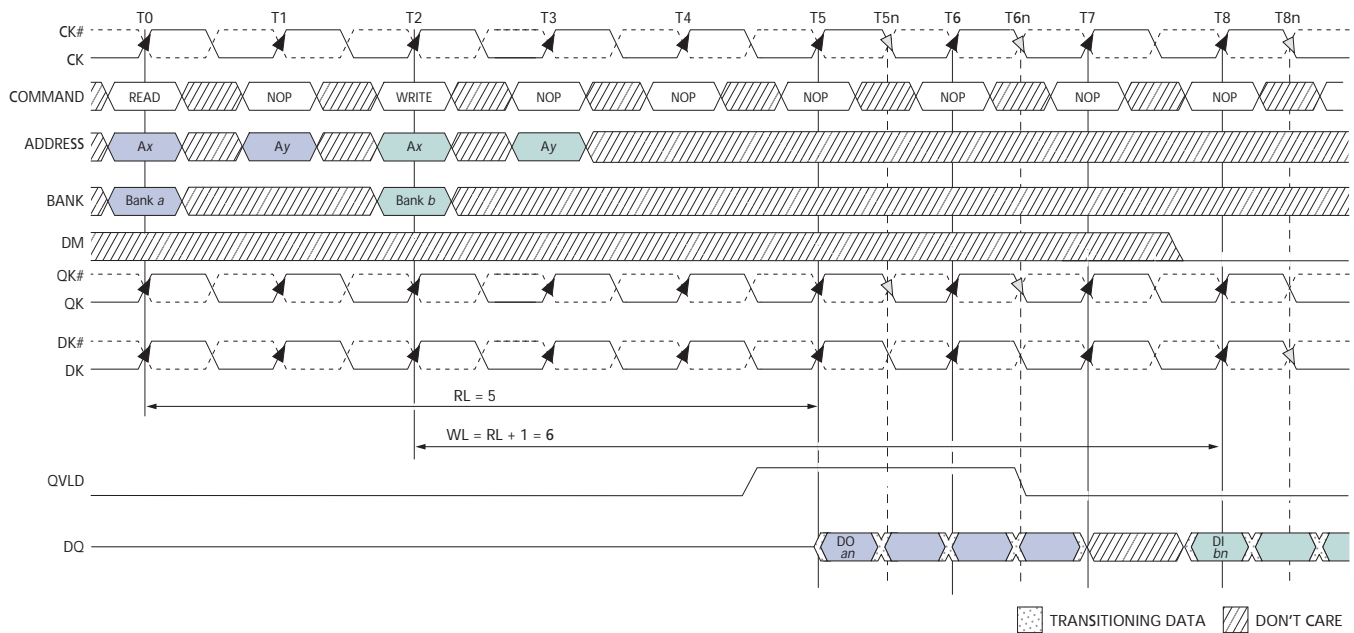 T0 T1 T2 T3 T4 T5 T5n T6 T6n T7 T8 T8n
CK#
CK
COMMAND READ NOP WRITE NOP NOP NOP NOP NOP NOP
ADDRESS Ax Ay Ax Ay
BANK Bank a Bank b
DM
QK#
QK
DK#
DK
RL = 5
WL = RL + 1 = 6
QVLD
DQ DO an DI bn
TRANSITIONING DATA DON'T CARE